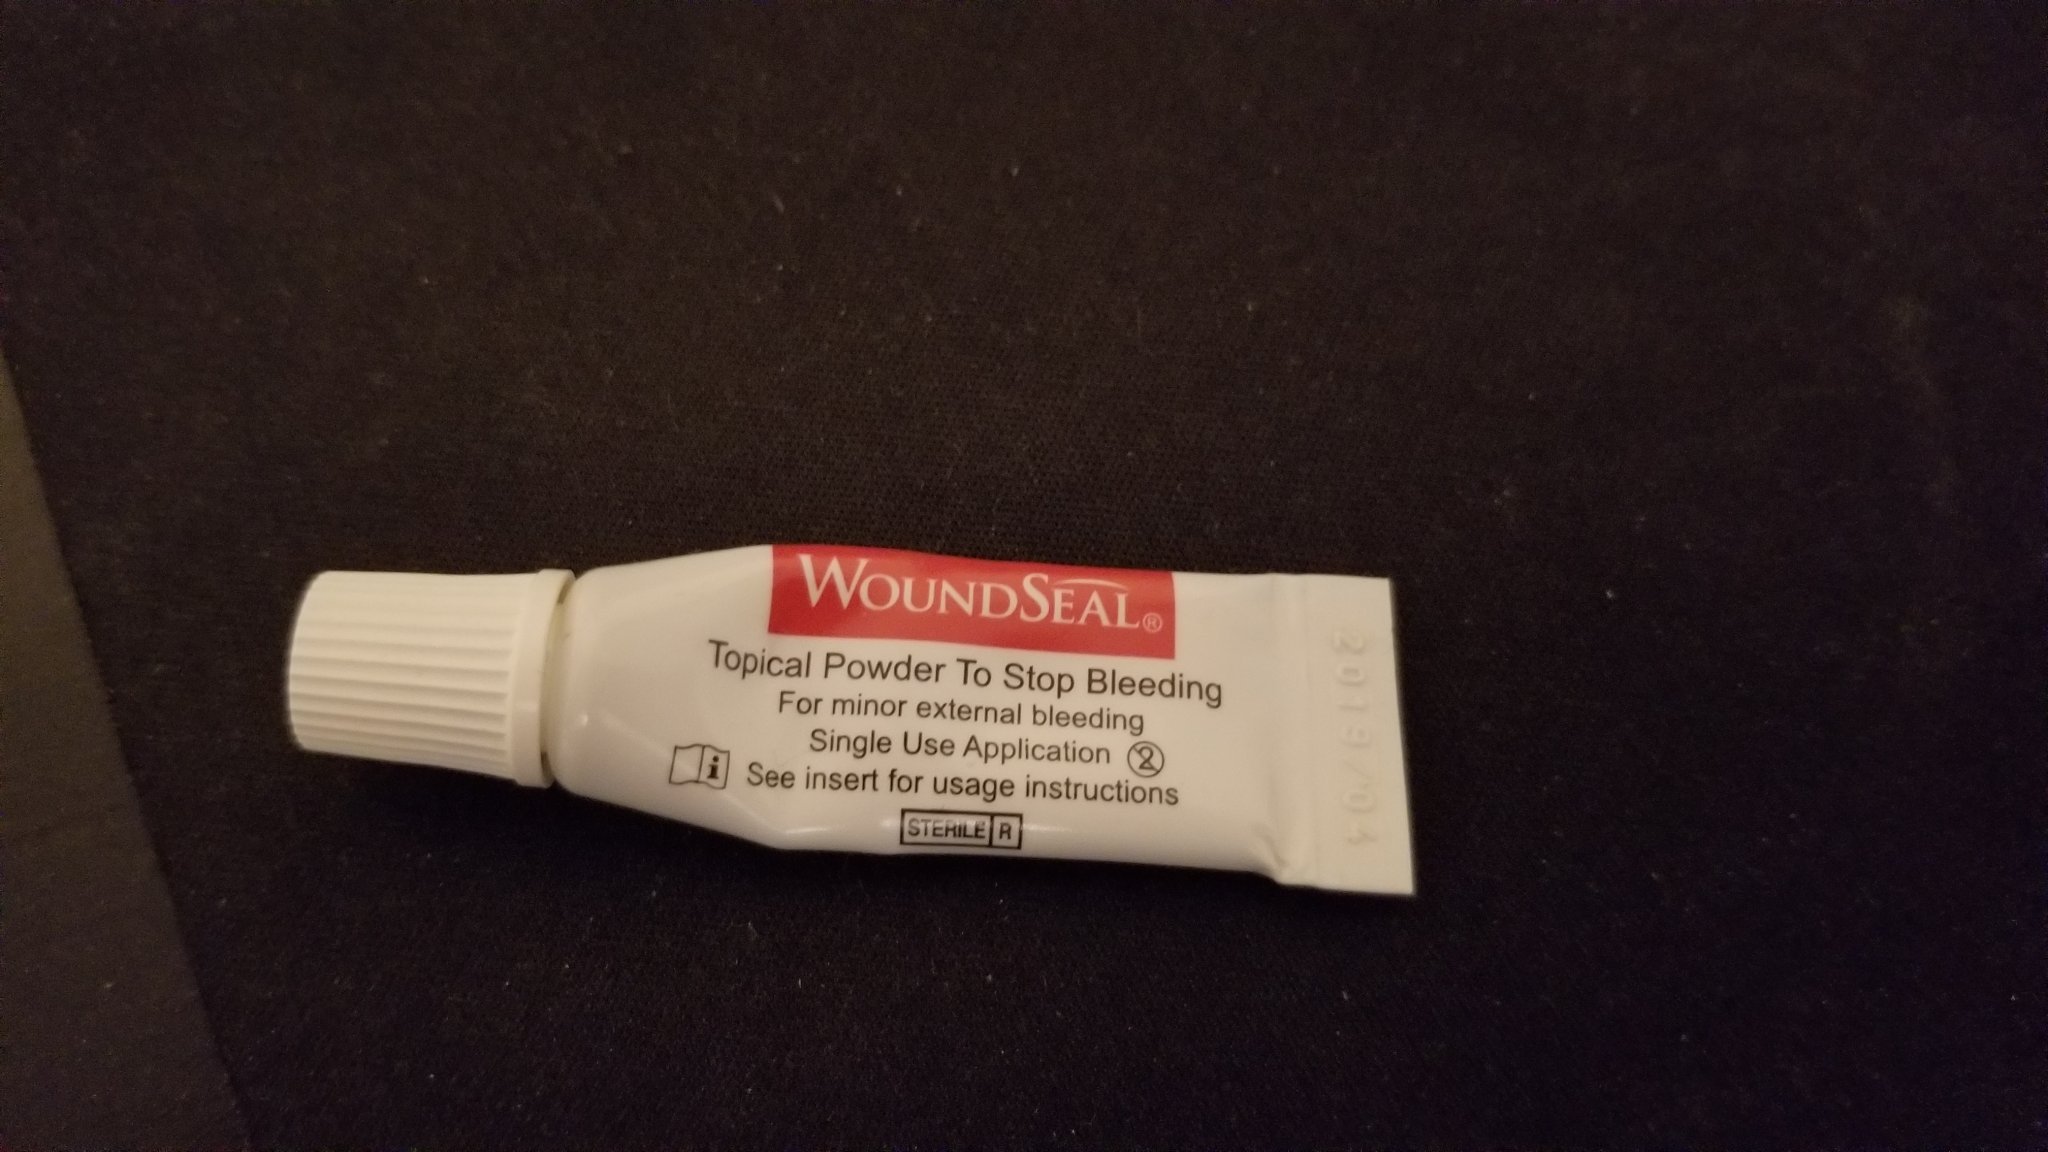 WOUNDSEAL®
Topical Powder To Stop Bleeding
For minor external bleeding
Single Use Application 2
i See insert for usage instructions
STERILE R
2019/04